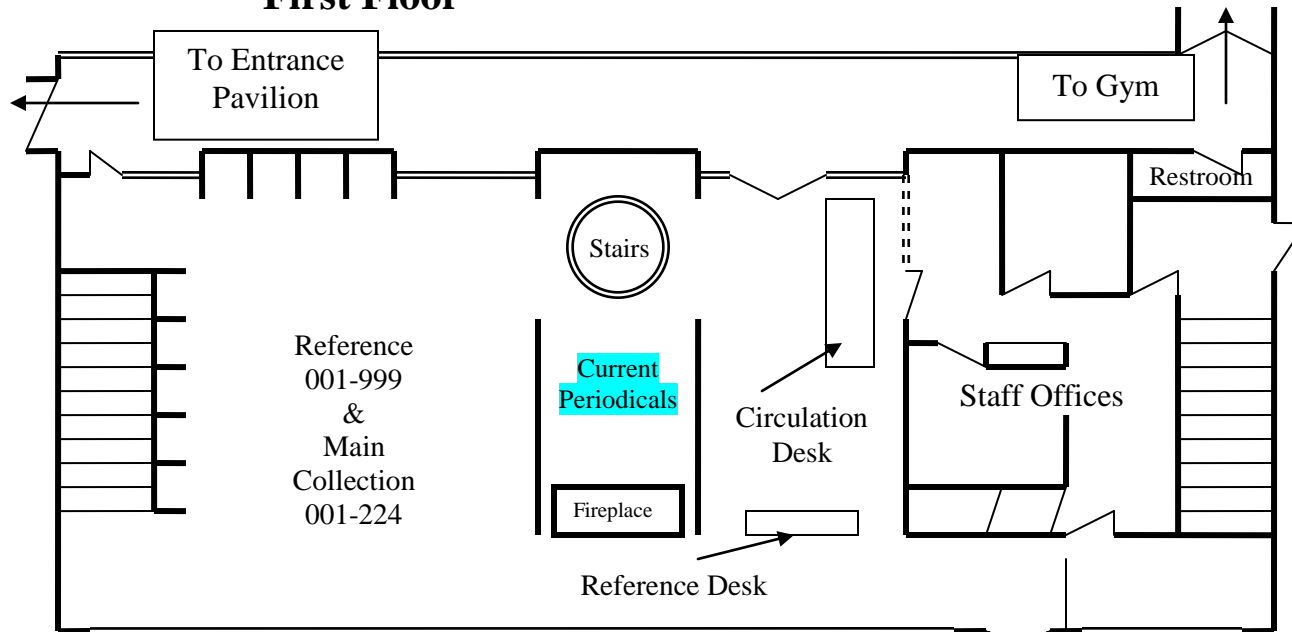 First Floor
To Entrance
Pavilion
To Gym
Restroom
Stairs
Reference
001-999
&
Main
Collection
001-224
Current
Periodicals
Circulation
Desk
Staff Offices
Fireplace
Reference Desk